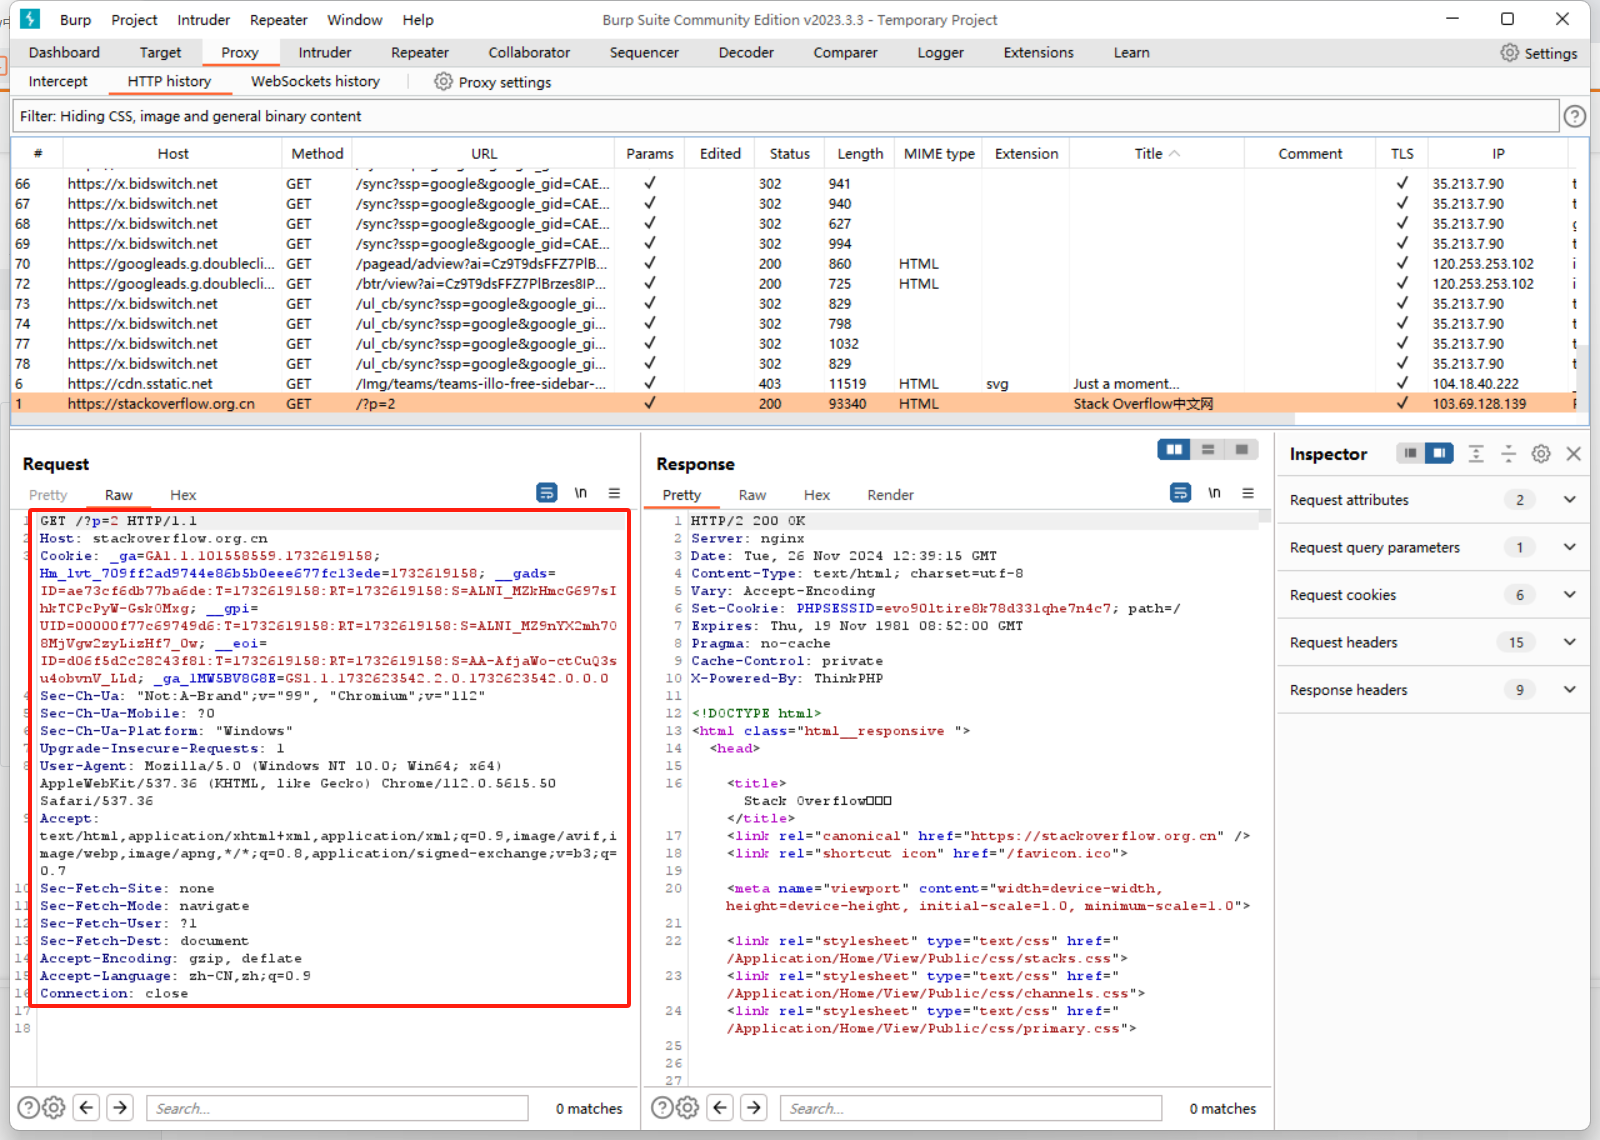 Burp Project Intruder Repeater Window Help Burp Suite Community Edition v2023.3.3 - Temporary Project
Dashboard Target Proxy Intruder Repeater Collaborator Sequencer Decoder Comparer Logger Extensions Learn Settings
Intercept HTTP history WebSockets history Proxy settings
Filter: Hiding CSS, image and general binary content
# Host Method URL Params Edited Status Length MIME type Extension Title Comment TLS IP
66 https://x.bidswitch.net GET /sync?ssp=google&google_gid=CAE... ✓ 302 941 ✓ 35.213.7.90 t
67 https://x.bidswitch.net GET /sync?ssp=google&google_gid=CAE... ✓ 302 940 ✓ 35.213.7.90 t
68 https://x.bidswitch.net GET /sync?ssp=google&google_gid=CAE... ✓ 302 627 ✓ 35.213.7.90
69 https://x.bidswitch.net GET /sync?ssp=google&google_gid=CAE... ✓ 302 994 ✓ 35.213.7.90 t
70 https://googleads.g.doublecli... GET /pagead/adview?ai=Cz9T9dsFFZ7PlB... ✓ 200 860 HTML ✓ 120.253.253.102 i
72 https://googleads.g.doublecli... GET /btr/view?ai=Cz9T9dsFFZ7PlBrzes8IP... ✓ 200 725 HTML ✓ 120.253.253.102 i
73 https://x.bidswitch.net GET /ul_cb/sync?ssp=google&google_gi... ✓ 302 829 ✓ 35.213.7.90 t
74 https://x.bidswitch.net GET /ul_cb/sync?ssp=google&google_gi... ✓ 302 798 ✓ 35.213.7.90 t
77 https://x.bidswitch.net GET /ul_cb/sync?ssp=google&google_gi... ✓ 302 1032 ✓ 35.213.7.90 t
78 https://x.bidswitch.net GET /ul_cb/sync?ssp=google&google_gi... ✓ 302 829 ✓ 35.213.7.90 t
6 https://cdn.sstatic.net GET /Img/teams/teams-illo-free-sidebar-... ✓ 403 11519 HTML svg Just a moment... ✓ 104.18.40.222
1 https://stackoverflow.org.cn GET /?p=2 ✓ 200 93340 HTML Stack Overflow中文网 ✓ 103.69.128.139
Request
Pretty Raw Hex \n
1 GET /?p=2 HTTP/1.1
2 Host: stackoverflow.org.cn
3 Cookie: _ga=GA1.1.101558559.1732619158;
Hm_lvt_709ff2ad9744e86b5b0eee677fc13ede=1732619158; __gads=
ID=ae73cf6db77ba6de:T=1732619158:RT=1732619158:S=ALNI_MZkHmcG697sI
hkTCPcPyW-Gsk0Mxg; __gpi=
UID=00000f77c69749d6:T=1732619158:RT=1732619158:S=ALNI_MZ9nYX2mh70
8MjVgw2zyLizHf7_0w; __eoi=
ID=d06f5d2c28243f81:T=1732619158:RT=1732619158:S=AA-AfjaWo-ctCuQ3s
u4obvnV_LLd; _ga_1MW5BV8G8E=GS1.1.1732623542.2.0.1732623542.0.0.0
4 Sec-Ch-Ua: "Not:A-Brand";v="99", "Chromium";v="112"
5 Sec-Ch-Ua-Mobile: ?0
6 Sec-Ch-Ua-Platform: "Windows"
7 Upgrade-Insecure-Requests: 1
8 User-Agent: Mozilla/5.0 (Windows NT 10.0; Win64; x64)
AppleWebKit/537.36 (KHTML, like Gecko) Chrome/112.0.5615.50
Safari/537.36
9 Accept:
text/html,application/xhtml+xml,application/xml;q=0.9,image/avif,i
mage/webp,image/apng,*/*;q=0.8,application/signed-exchange;v=b3;q=
0.7
10 Sec-Fetch-Site: none
11 Sec-Fetch-Mode: navigate
12 Sec-Fetch-User: ?1
13 Sec-Fetch-Dest: document
14 Accept-Encoding: gzip, deflate
15 Accept-Language: zh-CN,zh;q=0.9
16 Connection: close
17
18
Search... 0 matches
Response
Pretty Raw Hex Render \n
1 HTTP/2 200 OK
2 Server: nginx
3 Date: Tue, 26 Nov 2024 12:39:15 GMT
4 Content-Type: text/html; charset=utf-8
5 Vary: Accept-Encoding
6 Set-Cookie: PHPSESSID=evo90ltire8k78d33lqhe7n4c7; path=/
7 Expires: Thu, 19 Nov 1981 08:52:00 GMT
8 Pragma: no-cache
9 Cache-Control: private
10 X-Powered-By: ThinkPHP
11
12 <!DOCTYPE html>
13 <html class="html__responsive ">
14 <head>
15
16 <title>
Stack Overflow□□□
</title>
17 <link rel="canonical" href="https://stackoverflow.org.cn" />
18 <link rel="shortcut icon" href="/favicon.ico">
19
20 <meta name="viewport" content="width=device-width,
height=device-height, initial-scale=1.0, minimum-scale=1.0">
21
22 <link rel="stylesheet" type="text/css" href="
/Application/Home/View/Public/css/stacks.css">
23 <link rel="stylesheet" type="text/css" href="
/Application/Home/View/Public/css/channels.css">
24 <link rel="stylesheet" type="text/css" href="
/Application/Home/View/Public/css/primary.css">
25
26
27
Search... 0 matches
Inspector
Request attributes 2
Request query parameters 1
Request cookies 6
Request headers 15
Response headers 9